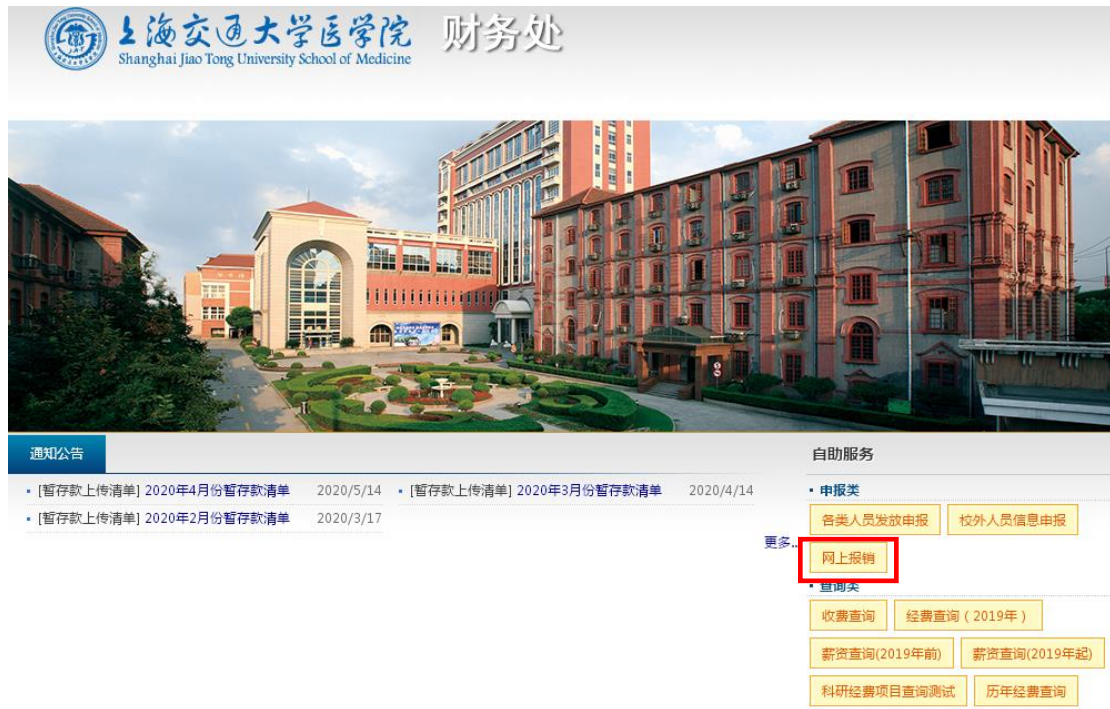 上海交通大学医学院 财务处
Shanghai Jiao Tong University School of Medicine
通知公告
[暂存款上传清单] 2020年4月份暂存款清单 2020/5/14
[暂存款上传清单] 2020年3月份暂存款清单 2020/4/14
[暂存款上传清单] 2020年2月份暂存款清单 2020/3/17
更多..
自助服务
申报类
各类人员发放申报 校外人员信息申报
网上报销
查询类
收费查询 经费查询（2019年）
薪资查询(2019年前) 薪资查询(2019年起)
科研经费项目查询测试 历年经费查询